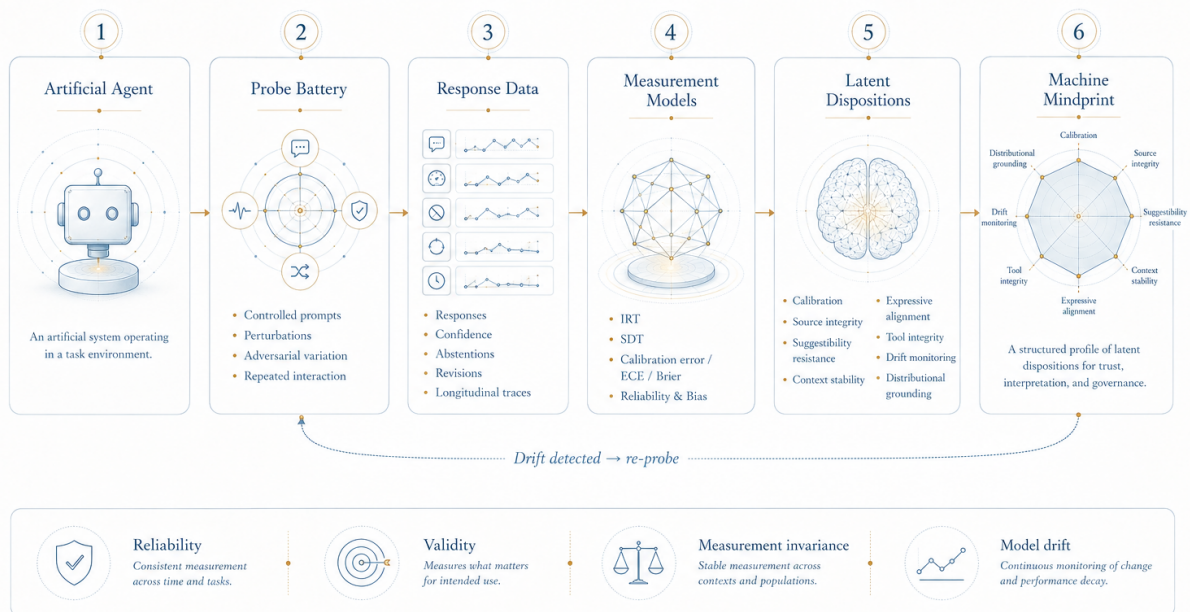 1
Artificial Agent
An artificial system operating
in a task environment.
2
Probe Battery
• Controlled prompts
• Perturbations
• Adversarial variation
• Repeated interaction
3
Response Data
• Responses
• Confidence
• Abstentions
• Revisions
• Longitudinal traces
4
Measurement
Models
• IRT
• SDT
• Calibration error /
ECE / Brier
• Reliability & Bias
5
Latent
Dispositions
• Calibration
• Source integrity
• Suggestibility
resistance
• Context stability
• Expressive
alignment
• Tool integrity
• Drift monitoring
• Distributional
grounding
6
Machine
Mindprint
Calibration
Source
integrity
Suggestibility
resistance
Context
stability
Expressive
alignment
Tool
integrity
Drift
monitoring
Distributional
grounding
A structured profile of latent
dispositions for trust,
interpretation, and governance.
Drift detected → re-probe
Reliability
Consistent measurement
across time and tasks.
Validity
Measures what matters
for intended use.
Measurement invariance
Stable measurement across
contexts and populations.
Model drift
Continuous monitoring of change
and performance decay.